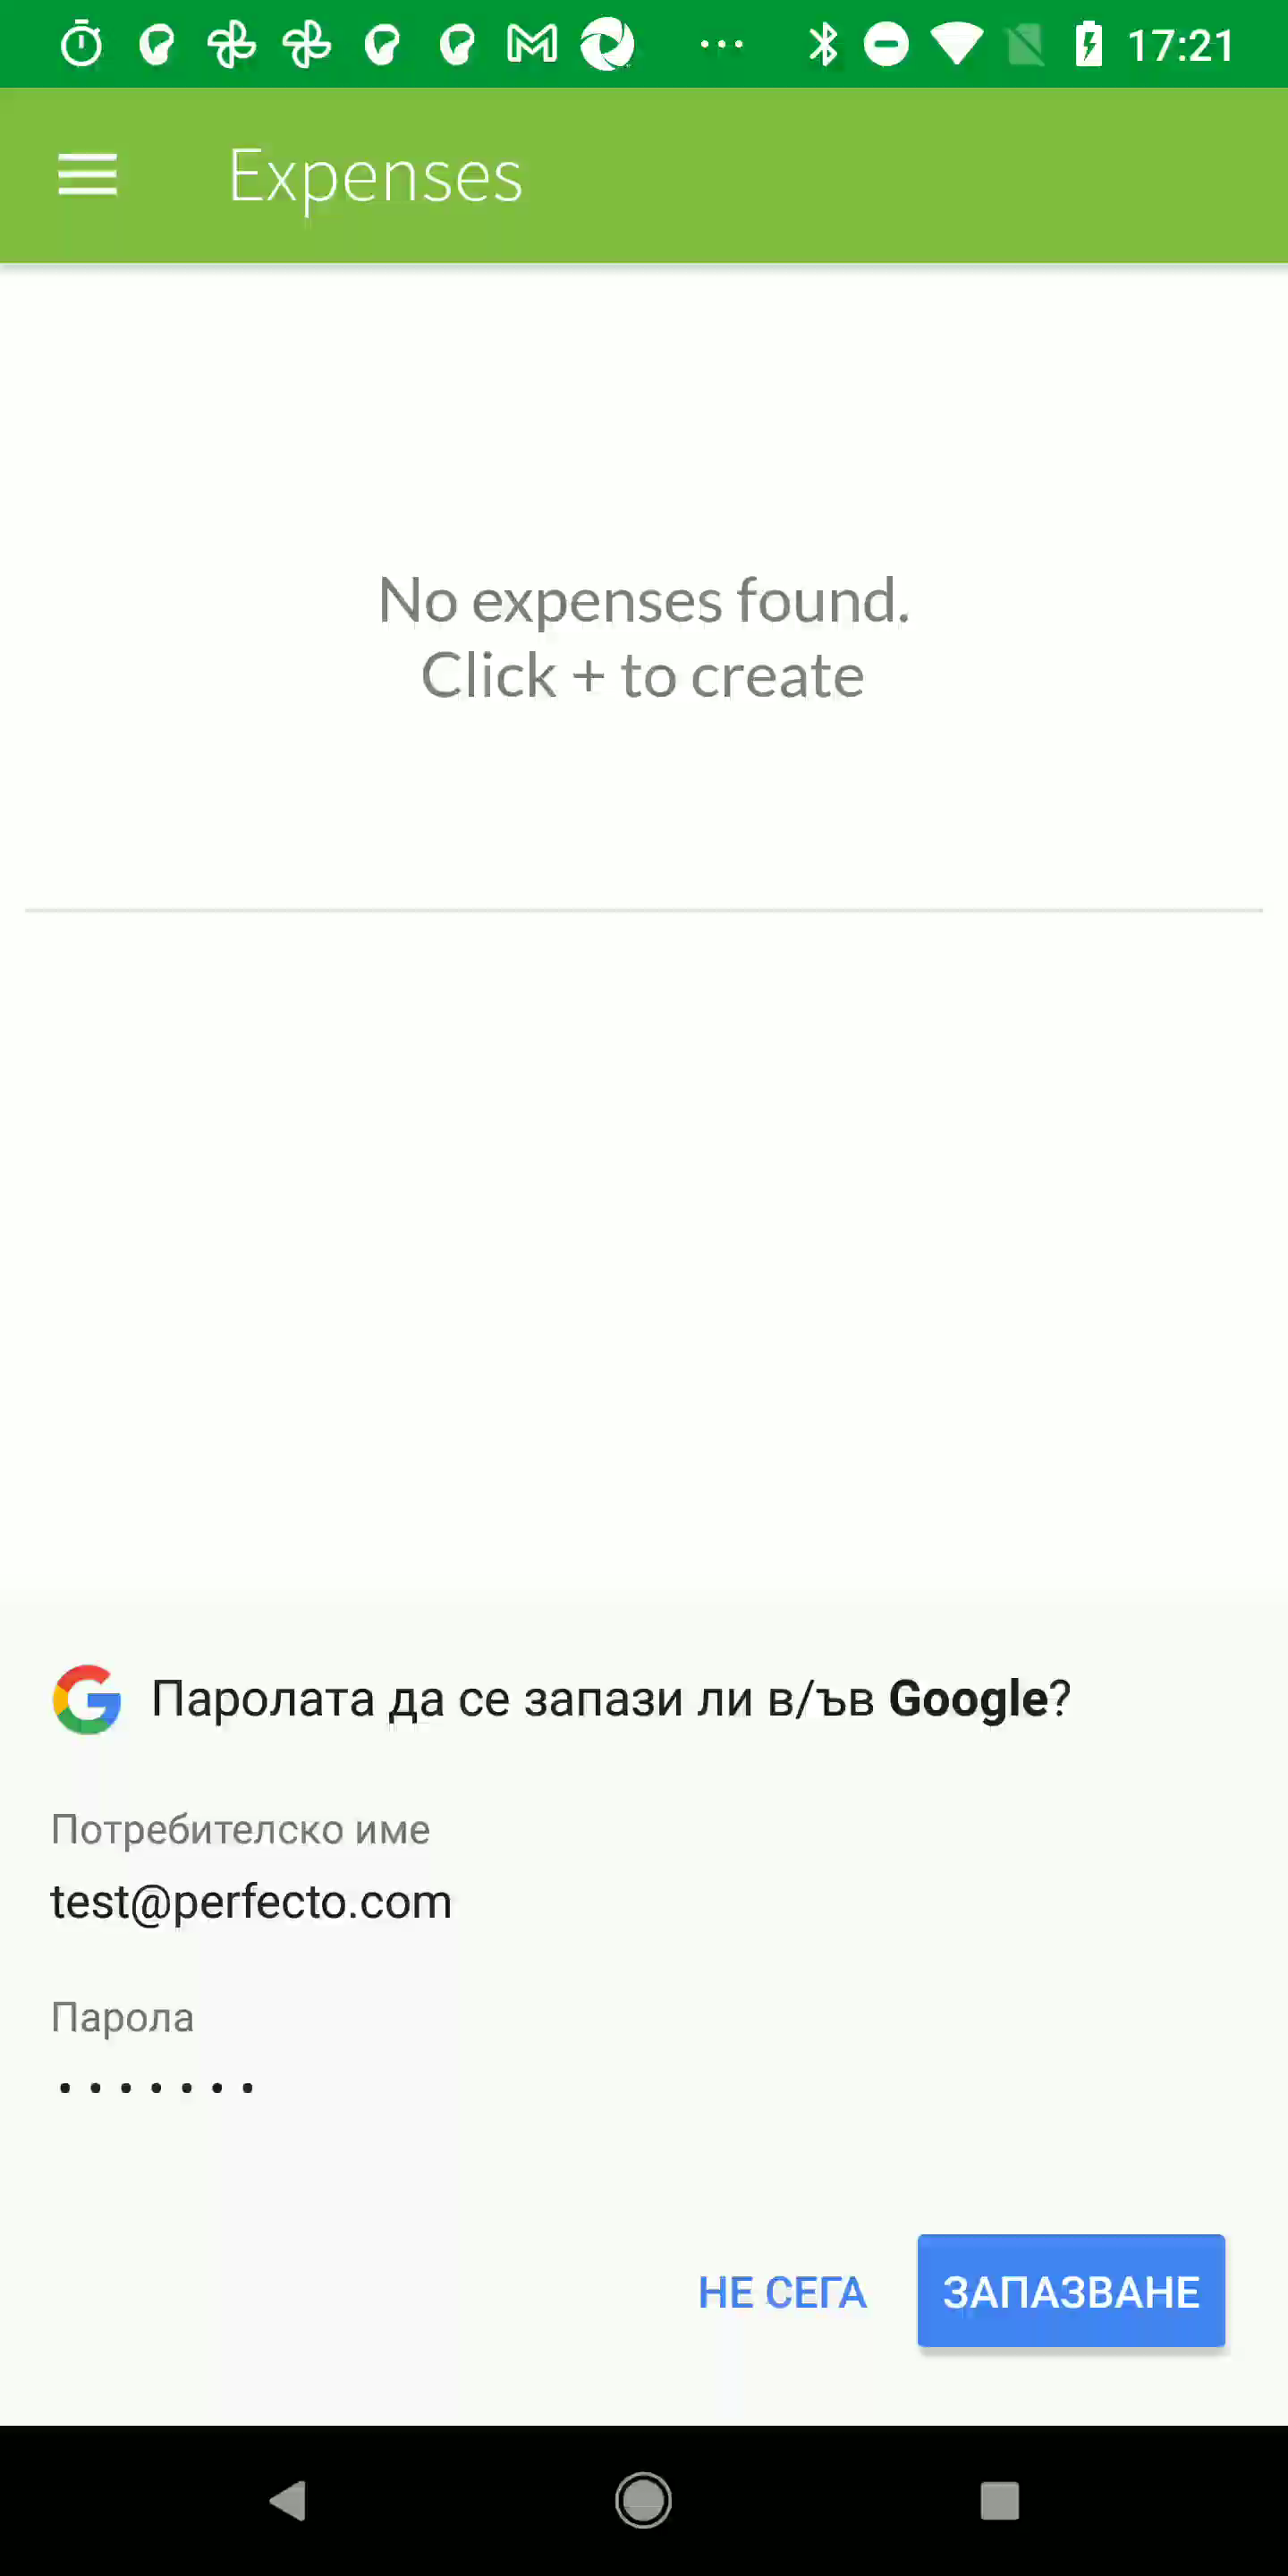 17:21
Expenses
No expenses found.
Click + to create
Паролата да се запази ли в/ъв Google?
Потребителско име
test@perfecto.com
Парола
•••••••
НЕ СЕГА
ЗАПАЗВАНЕ